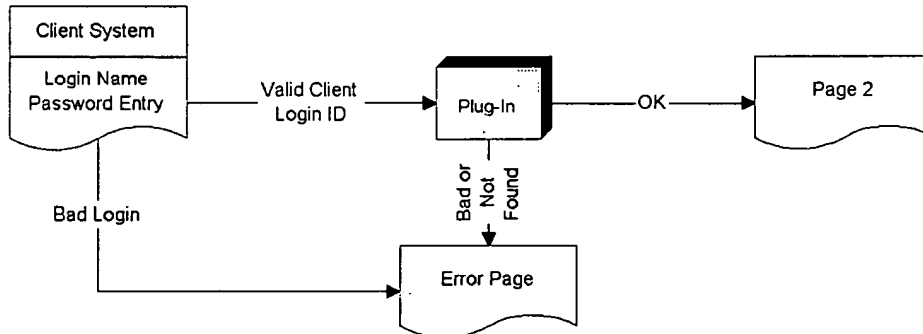 Client System
Login Name
Password Entry
Valid Client
Login ID
Plug-In
OK
Page 2
Bad or
Not
Found
Bad Login
Error Page